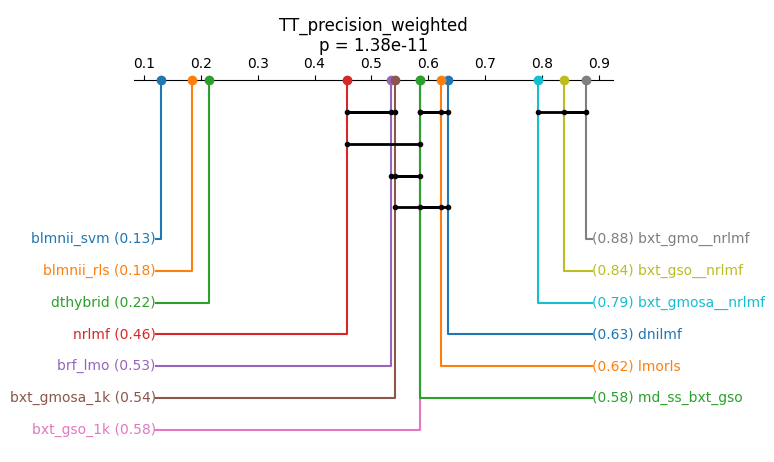 TT_precision_weighted
p = 1.38e-11
0.1 0.2 0.3 0.4 0.5 0.6 0.7 0.8 0.9
blmnii_svm (0.13)
(0.88) bxt_gmo__nrlmf
blmnii_rls (0.18)
(0.84) bxt_gso__nrlmf
dthybrid (0.22)
(0.79) bxt_gmosa__nrlmf
nrlmf (0.46)
(0.63) dnilmf
brf_lmo (0.53)
(0.62) lmorls
bxt_gmosa_1k (0.54)
(0.58) md_ss_bxt_gso
bxt_gso_1k (0.58)